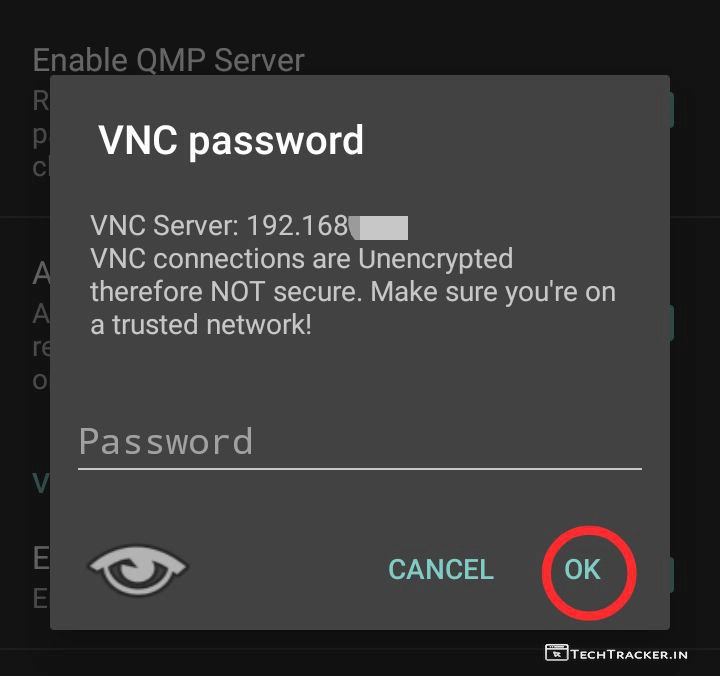 Enable QMP Server
VNC password
VNC Server: 192.168
VNC connections are Unencrypted
therefore NOT secure. Make sure you're on
a trusted network!
Password
CANCEL
OK
TECHTRACKER.IN